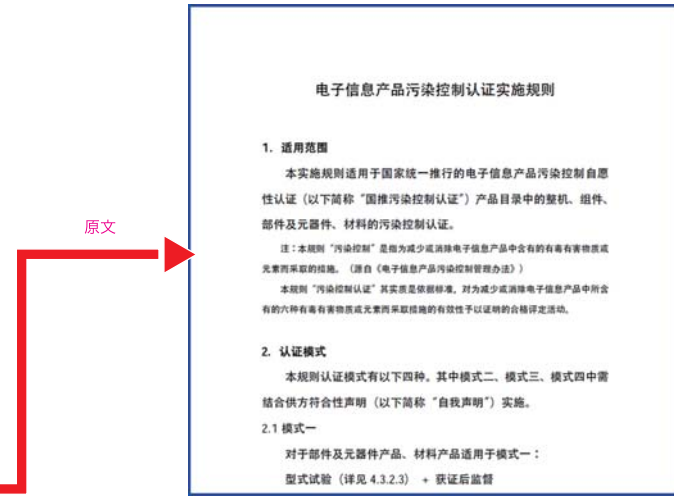 原文
电子信息产品污染控制认证实施规则
1. 适用范围
本实施规则适用于国家统一推行的电子信息产品污染控制自愿
性认证（以下简称“国推污染控制认证”）产品目录中的整机、组件、
部件及元器件、材料的污染控制认证。
注：本规则“污染控制”是指为减少或消除电子信息产品中含有的有毒有害物质或
元素而采取的措施。（源自《电子信息产品污染控制管理办法》）
本规则“污染控制认证”其实质是依据标准，对为减少或消除电子信息产品中所含
有的六种有毒有害物质或元素而采取措施的有效性予以证明的合格评定活动。
2. 认证模式
本规则认证模式有以下四种。其中模式二、模式三、模式四中需
结合供方符合性声明（以下简称“自我声明”）实施。
2.1 模式一
对于部件及元器件产品、材料产品适用于模式一：
型式试验（详见 4.3.2.3） + 获证后监督